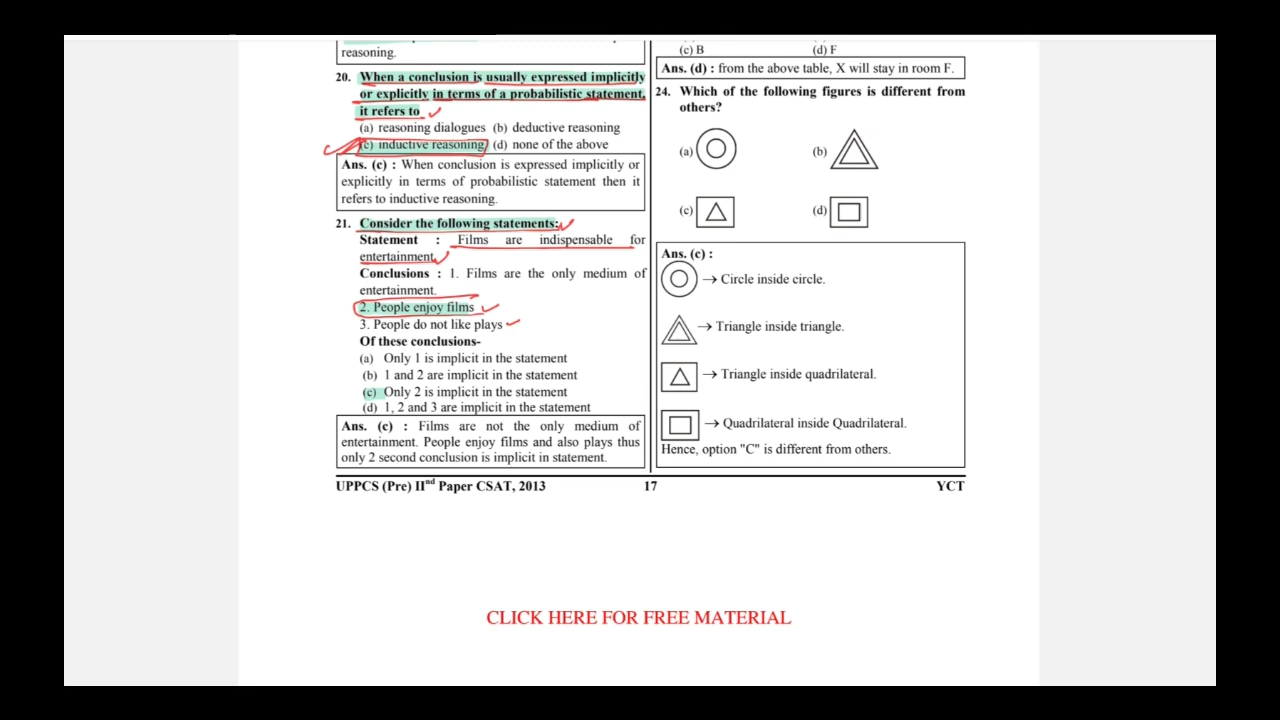 reasoning.
20. When a conclusion is usually expressed implicitly
or explicitly in terms of a probabilistic statement,
it refers to
(a) reasoning dialogues (b) deductive reasoning
(c) inductive reasoning (d) none of the above
Ans. (c) : When conclusion is expressed implicitly or
explicitly in terms of probabilistic statement then it
refers to inductive reasoning.
21. Consider the following statements:
Statement : Films are indispensable for
entertainment.
Conclusions : 1. Films are the only medium of
entertainment.
2. People enjoy films
3. People do not like plays
Of these conclusions-
(a) Only 1 is implicit in the statement
(b) 1 and 2 are implicit in the statement
(c) Only 2 is implicit in the statement
(d) 1, 2 and 3 are implicit in the statement
Ans. (c) : Films are not the only medium of
entertainment. People enjoy films and also plays thus
only 2 second conclusion is implicit in statement.
(c) B (d) F
Ans. (d) : from the above table, X will stay in room F.
24. Which of the following figures is different from
others?
(a) (b)
(c) (d)
Ans. (c) :
→ Circle inside circle.
→ Triangle inside triangle.
→ Triangle inside quadrilateral.
→ Quadrilateral inside Quadrilateral.
Hence, option "C" is different from others.
UPPCS (Pre) IInd Paper CSAT, 2013 17 YCT
CLICK HERE FOR FREE MATERIAL